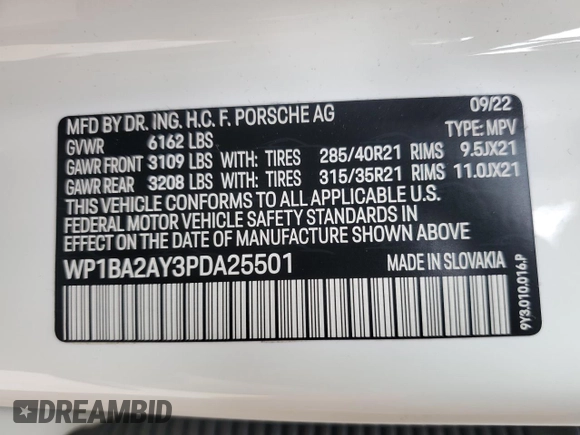 MFD BY DR. ING. H.C. F. PORSCHE AG 09/22
GVWR 6162 LBS TYPE: MPV
GAWR FRONT 3109 LBS WITH: TIRES 285/40R21 RIMS 9.5JX21
GAWR REAR 3208 LBS WITH: TIRES 315/35R21 RIMS 11.0JX21
THIS VEHICLE CONFORMS TO ALL APPLICABLE U.S.
FEDERAL MOTOR VEHICLE SAFETY STANDARDS IN
EFFECT ON THE DATE OF MANUFACTURE SHOWN ABOVE
WP1BA2AY3PDA25501 MADE IN SLOVAKIA
9Y3.010.016.P
DREAMBID